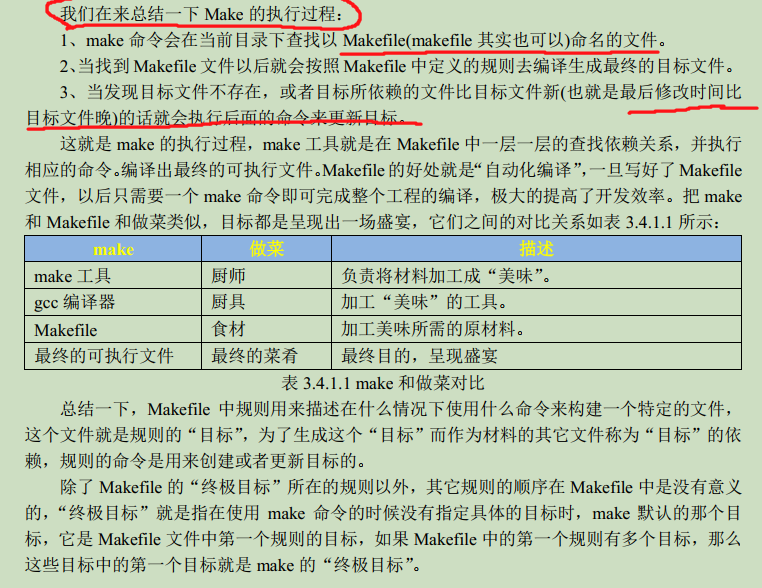 我们在来总结一下 Make 的执行过程：
1、make 命令会在当前目录下查找以 Makefile(makefile 其实也可以)命名的文件。
2、当找到 Makefile 文件以后就会按照 Makefile 中定义的规则去编译生成最终的目标文件。
3、当发现目标文件不存在，或者目标所依赖的文件比目标文件新(也就是最后修改时间比
目标文件晚)的话就会执行后面的命令来更新目标。
这就是 make 的执行过程，make 工具就是在 Makefile 中一层一层的查找依赖关系，并执行
相应的命令。编译出最终的可执行文件。Makefile 的好处就是“自动化编译”，一旦写好了 Makefile
文件，以后只需要一个 make 命令即可完成整个工程的编译，极大的提高了开发效率。把 make
和 Makefile 和做菜类似，目标都是呈现出一场盛宴，它们之间的对比关系如表 3.4.1.1 所示：
make 做菜 描述
make 工具 厨师 负责将材料加工成“美味”。
gcc 编译器 厨具 加工“美味”的工具。
Makefile 食材 加工美味所需的原材料。
最终的可执行文件 最终的菜肴 最终目的，呈现盛宴
表 3.4.1.1 make 和做菜对比
总结一下，Makefile 中规则用来描述在什么情况下使用什么命令来构建一个特定的文件，
这个文件就是规则的“目标”，为了生成这个“目标”而作为材料的其它文件称为“目标”的依
赖，规则的命令是用来创建或者更新目标的。
除了 Makefile 的“终极目标”所在的规则以外，其它规则的顺序在 Makefile 中是没有意义
的，“终极目标”就是指在使用 make 命令的时候没有指定具体的目标时，make 默认的那个目
标，它是 Makefile 文件中第一个规则的目标，如果 Makefile 中的第一个规则有多个目标，那么
这些目标中的第一个目标就是 make 的“终极目标”。